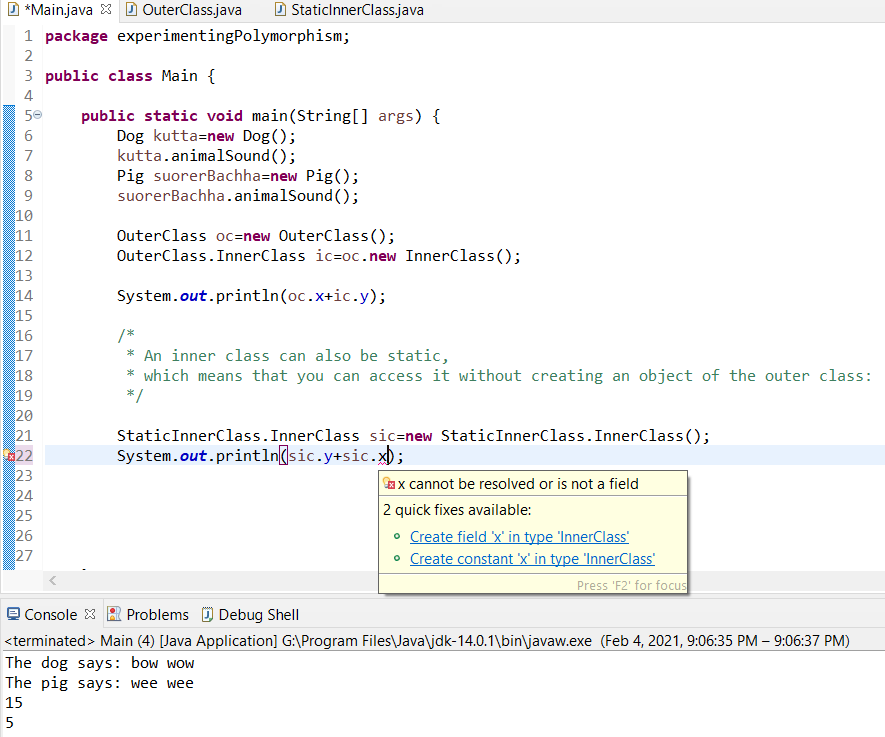 *Main.java OuterClass.java StaticInnerClass.java
1 package experimentingPolymorphism;
2
3 public class Main {
4
5 public static void main(String[] args) {
6 Dog kutta=new Dog();
7 kutta.animalSound();
8 Pig suorerBachha=new Pig();
9 suorerBachha.animalSound();
10
11 OuterClass oc=new OuterClass();
12 OuterClass.InnerClass ic=oc.new InnerClass();
13
14 System.out.println(oc.x+ic.y);
15
16 /*
17 * An inner class can also be static,
18 * which means that you can access it without creating an object of the outer class:
19 */
20
21 StaticInnerClass.InnerClass sic=new StaticInnerClass.InnerClass();
22 System.out.println(sic.y+sic.x);
23
24
25
26
27
x cannot be resolved or is not a field
2 quick fixes available:
Create field 'x' in type 'InnerClass'
Create constant 'x' in type 'InnerClass'
Press 'F2' for focus
Console Problems Debug Shell
<terminated> Main (4) [Java Application] G:\Program Files\Java\jdk-14.0.1\bin\javaw.exe (Feb 4, 2021, 9:06:35 PM – 9:06:37 PM)
The dog says: bow wow
The pig says: wee wee
15
5